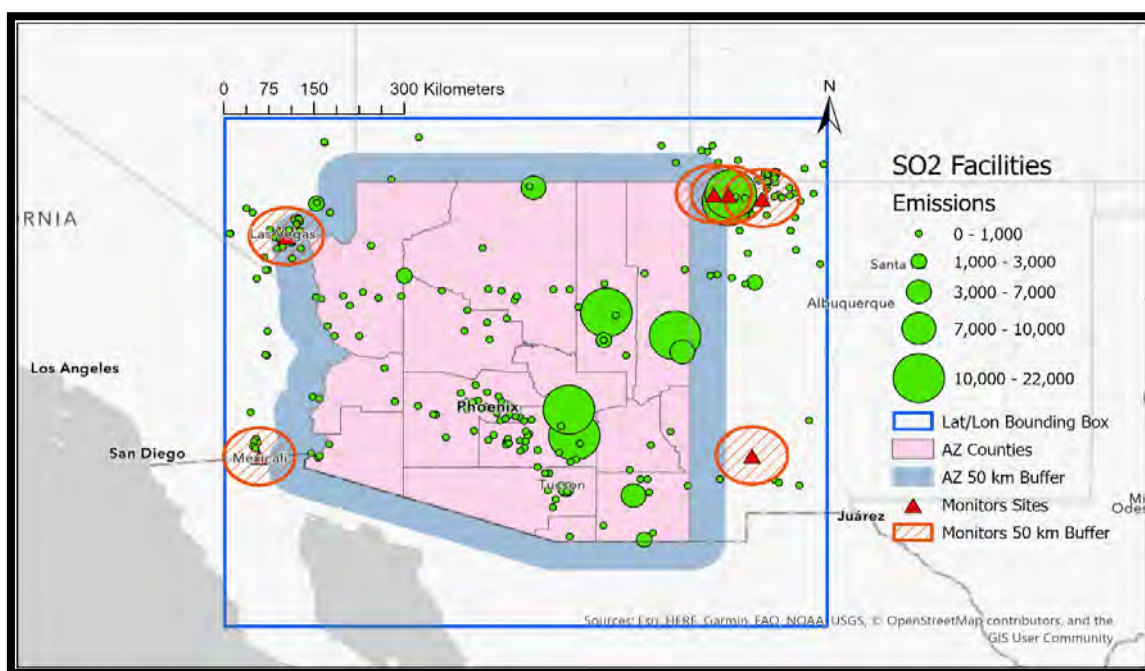 0 75 150 300 Kilometers
N
ORNIA
Las Vegas
Los Angeles
San Diego
Mexicali
Phoenix
Tucson
Santa
Albuquerque
Juárez
SO2 Facilities
Emissions
0 - 1,000
1,000 - 3,000
3,000 - 7,000
7,000 - 10,000
10,000 - 22,000
Lat/Lon Bounding Box
AZ Counties
AZ 50 km Buffer
Monitors Sites
Monitors 50 km Buffer
Odes
Sources: Esri, HERE, Garmin, FAO, NOAA, USGS, © OpenStreetMap contributors, and the
GIS User Community